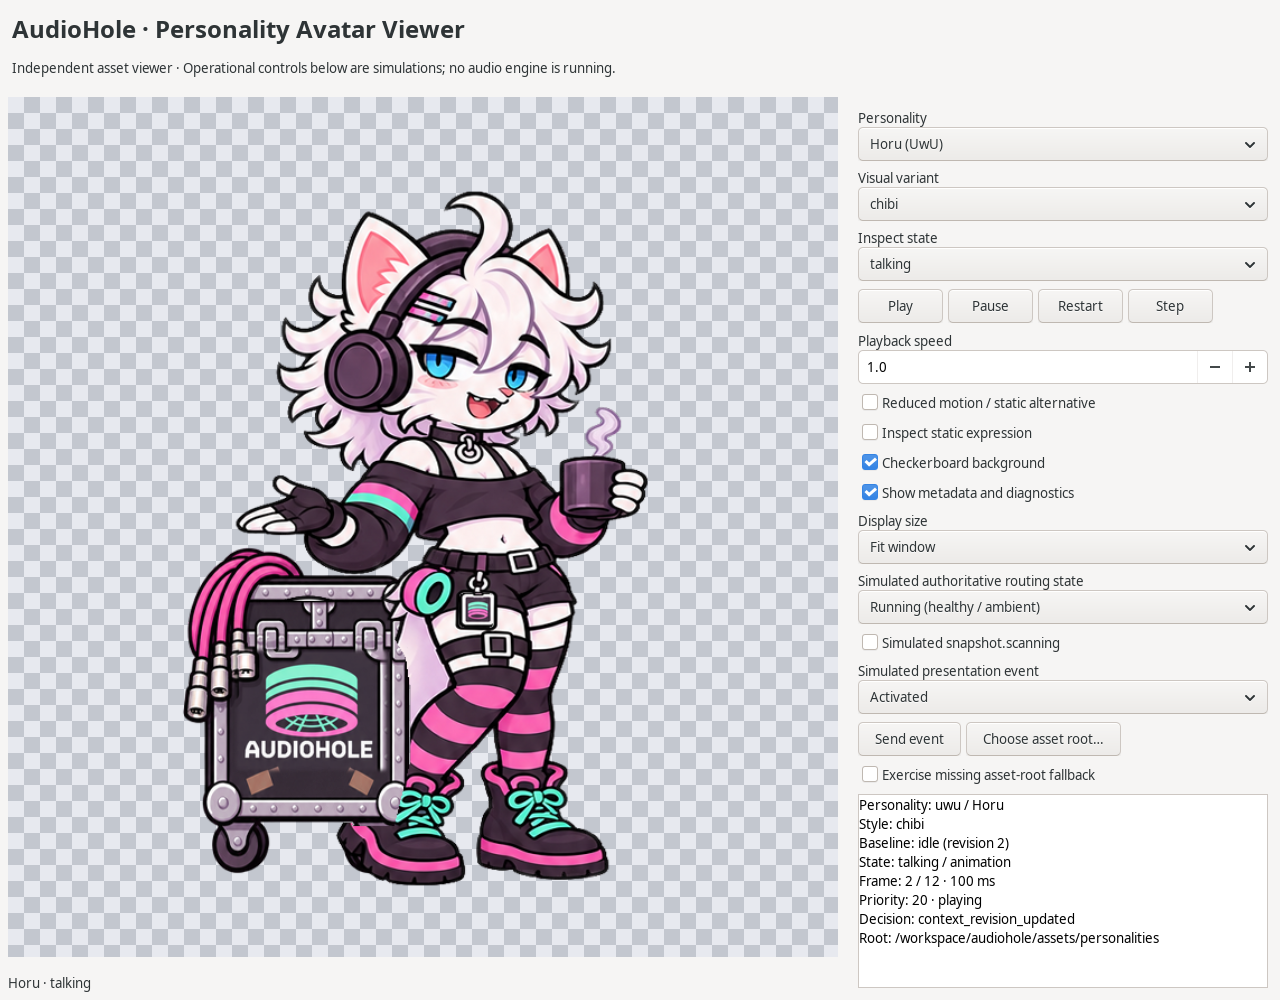 AudioHole · Personality Avatar Viewer
Independent asset viewer · Operational controls below are simulations; no audio engine is running.
Personality
Horu (UwU)
Visual variant
chibi
Inspect state
talking
Play Pause Restart Step
Playback speed
1.0
Reduced motion / static alternative
Inspect static expression
Checkerboard background
Show metadata and diagnostics
Display size
Fit window
Simulated authoritative routing state
Running (healthy / ambient)
Simulated snapshot.scanning
Simulated presentation event
Activated
Send event Choose asset root...
Exercise missing asset-root fallback
Personality: uwu / Horu
Style: chibi
Baseline: idle (revision 2)
State: talking / animation
Frame: 2 / 12 · 100 ms
Priority: 20 · playing
Decision: context_revision_updated
Root: /workspace/audiohole/assets/personalities
AUDIOHOLE
Horu · talking